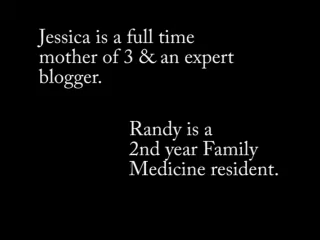 Jessica is a full time
mother of 3 & an expert
blogger.
Randy is a
2nd year Family
Medicine resident.